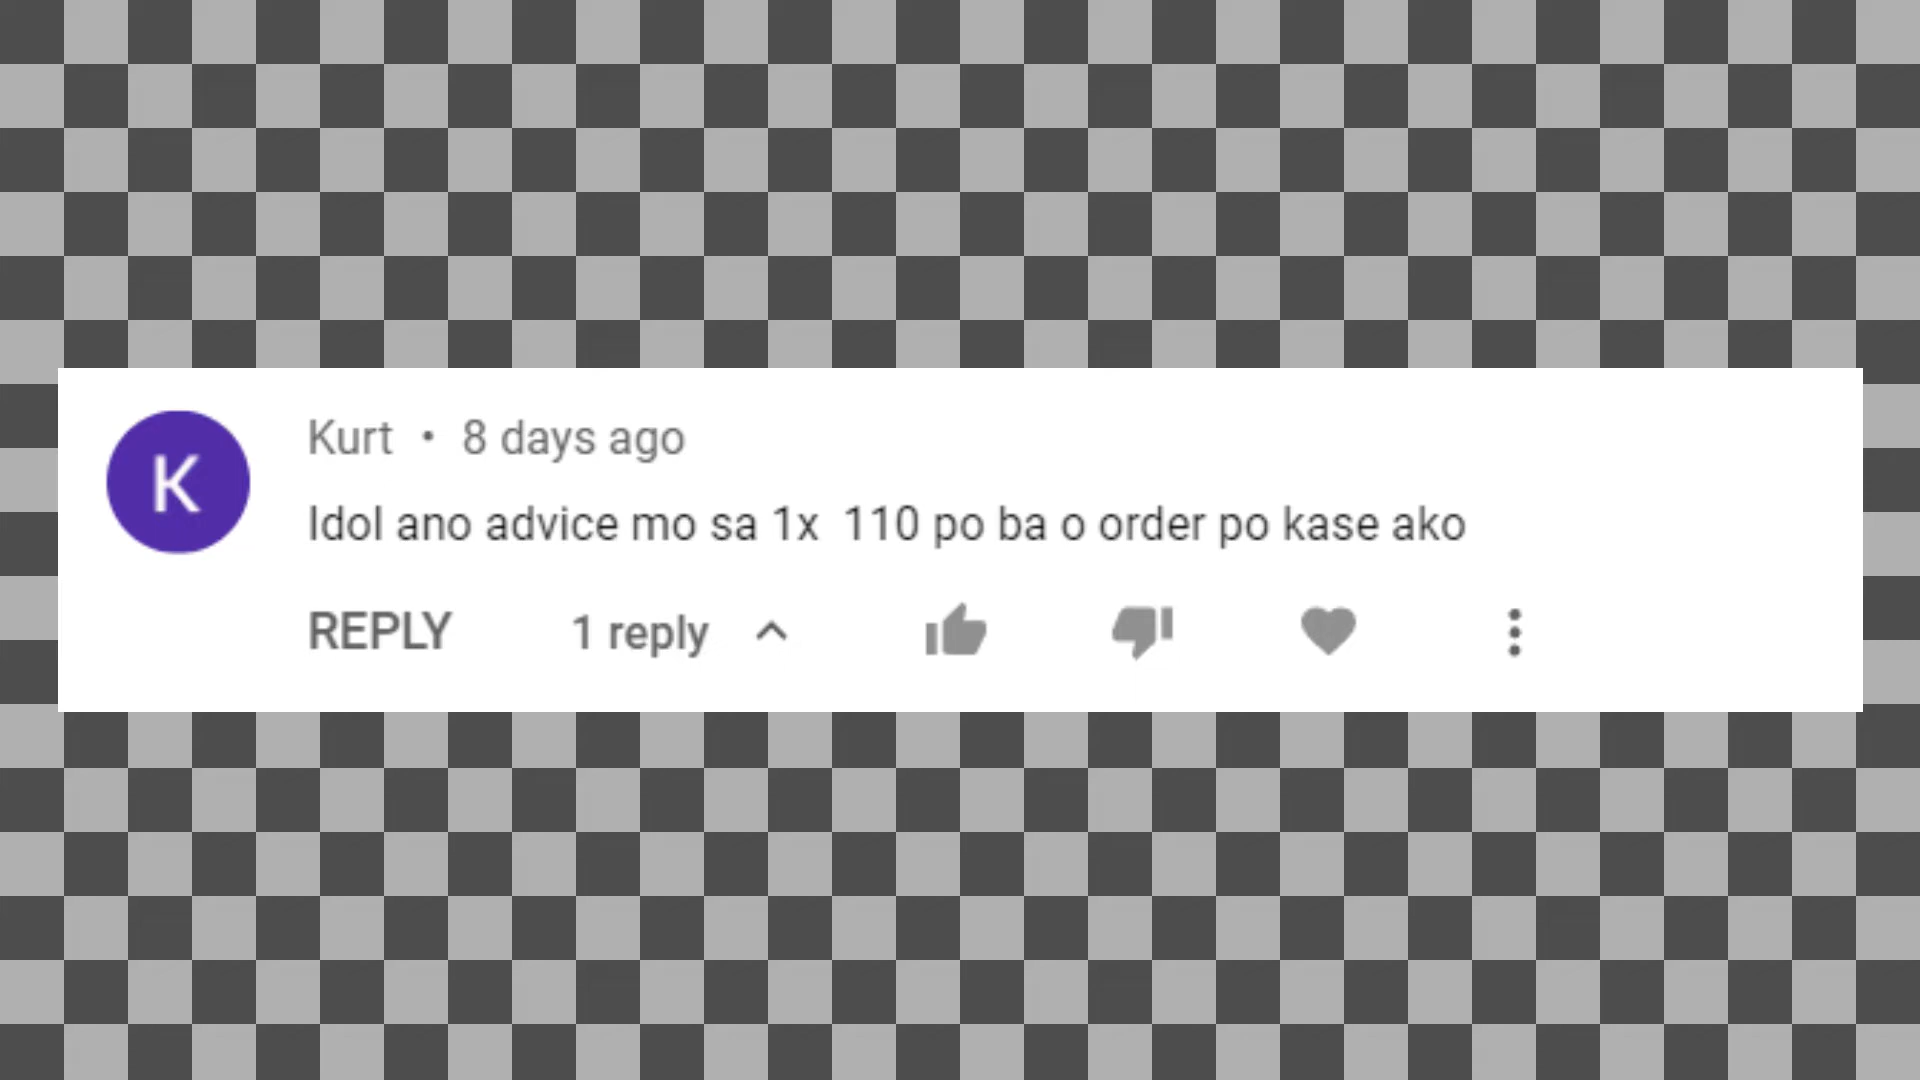 K
Kurt • 8 days ago
Idol ano advice mo sa 1x  110 po ba o order po kase ako
REPLY 1 reply